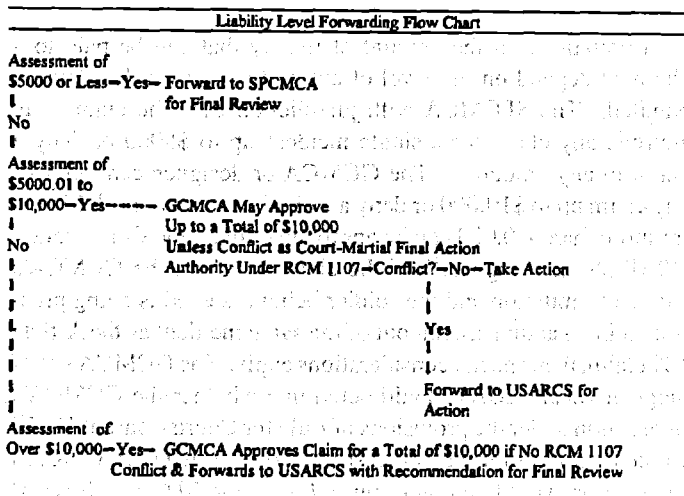 Liability Level Forwarding Flow Chart
Assessment of
$5000 or Less–Yes– Forward to SPCMCA
for Final Review
No
Assessment of
$5000.01 to
$10,000–Yes----- GCMCA May Approve
Up to a Total of $10,000
No Unless Conflict as Court-Martial Final Action
Authority Under RCM 1107–Conflict?–No–Take Action
Yes
Forward to USARCS for
Action
Assessment of
Over $10,000–Yes– GCMCA Approves Claim for a Total of $10,000 if No RCM 1107
Conflict & Forwards to USARCS with Recommendation for Final Review